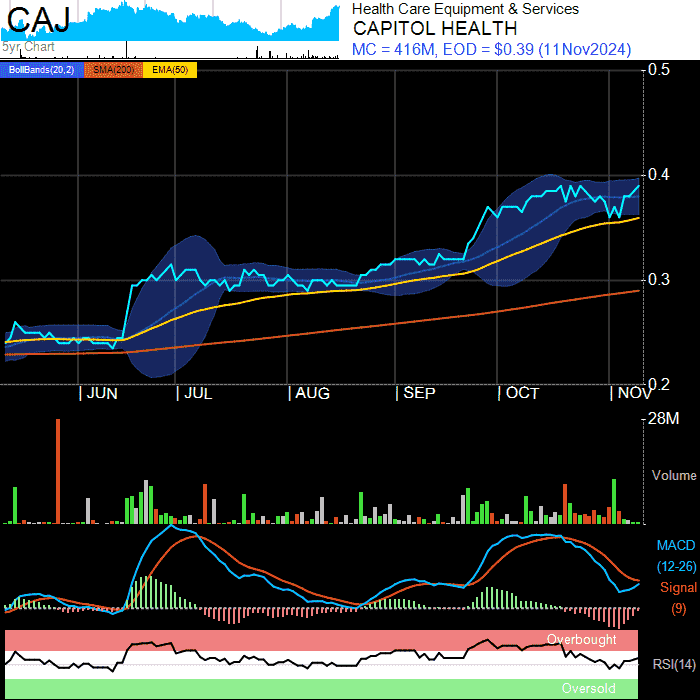 CAJ
5yr Chart
Health Care Equipment & Services
CAPITOL HEALTH
MC = 416M, EOD = $0.39 (11Nov2024)
BollBands(20,2) SMA(200) EMA(50)
0.5
0.4
0.3
0.2
JUN JUL AUG SEP OCT NOV
28M
Volume
MACD
(12-26)
Signal
(9)
Overbought
RSI(14)
Oversold